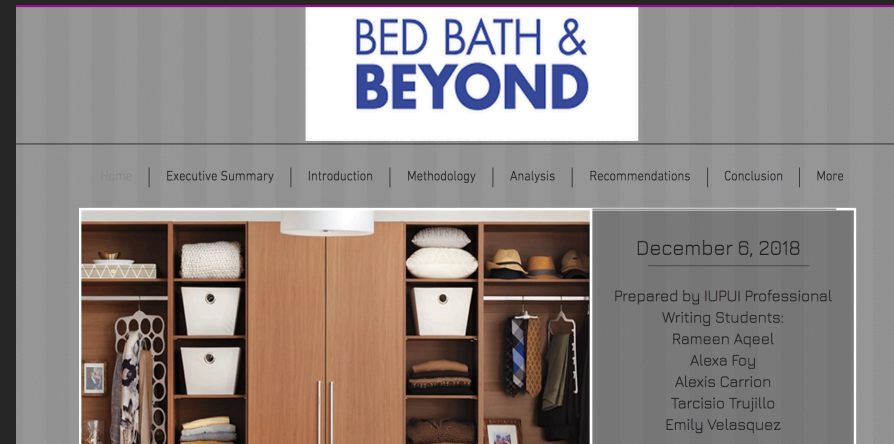 BED BATH &
BEYOND
Home
Executive Summary
Introduction
Methodology
Analysis
Recommendations
Conclusion
More
December 6, 2018
Prepared by IUPUI Professional
Writing Students:
Rameen Aqeel
Alexa Foy
Alexis Carrion
Tarcisio Trujillo
Emily Velasquez